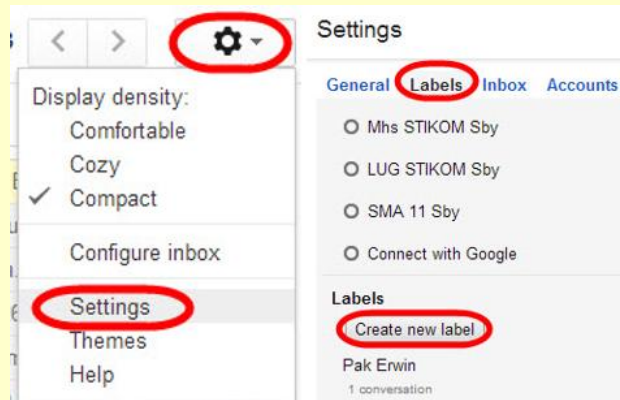 Display density:
Comfortable
Cozy
Compact
Configure inbox
Settings
Themes
Help
Settings
General Labels Inbox Accounts
Mhs STIKOM Sby
LUG STIKOM Sby
SMA 11 Sby
Connect with Google
Labels
Create new label
Pak Erwin
1 conversation